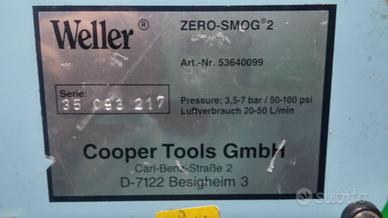 Weller®
ZERO-SMOG®2
Art.-Nr. 53640099
Serie:
35 093 217
Pressure: 3,5-7 bar / 50-100 psi
Luftverbrauch 20-50 L/min
Cooper Tools GmbH
Carl-Benz-Straße 2
D-7122 Besigheim 3
subito